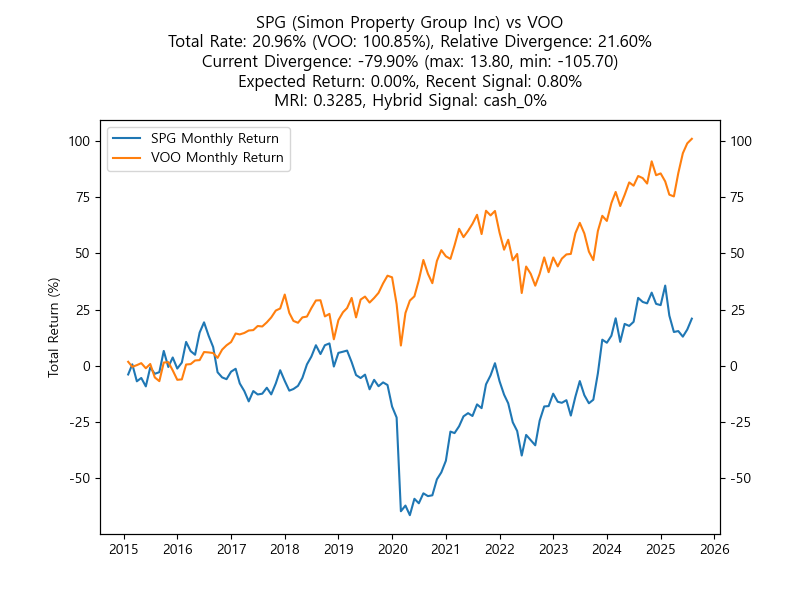 SPG (Simon Property Group Inc) vs VOO
Total Rate: 20.96% (VOO: 100.85%), Relative Divergence: 21.60%
Current Divergence: -79.90% (max: 13.80, min: -105.70)
Expected Return: 0.00%, Recent Signal: 0.80%
MRI: 0.3285, Hybrid Signal: cash_0%
SPG Monthly Return
VOO Monthly Return
Total Return (%)
100
75
50
25
0
-25
-50
100
75
50
25
0
-25
-50
2015 2016 2017 2018 2019 2020 2021 2022 2023 2024 2025 2026